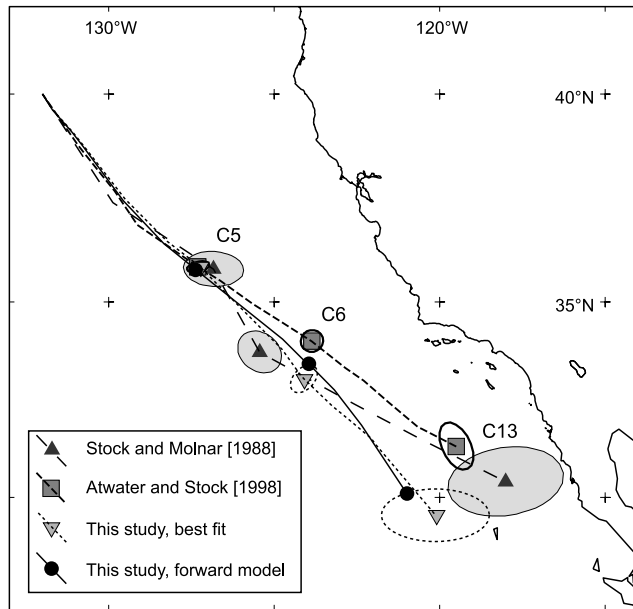 130°W 120°W
40°N
C5
C6
35°N
C13
Stock and Molnar [1988]
Atwater and Stock [1998]
This study, best fit
This study, forward model